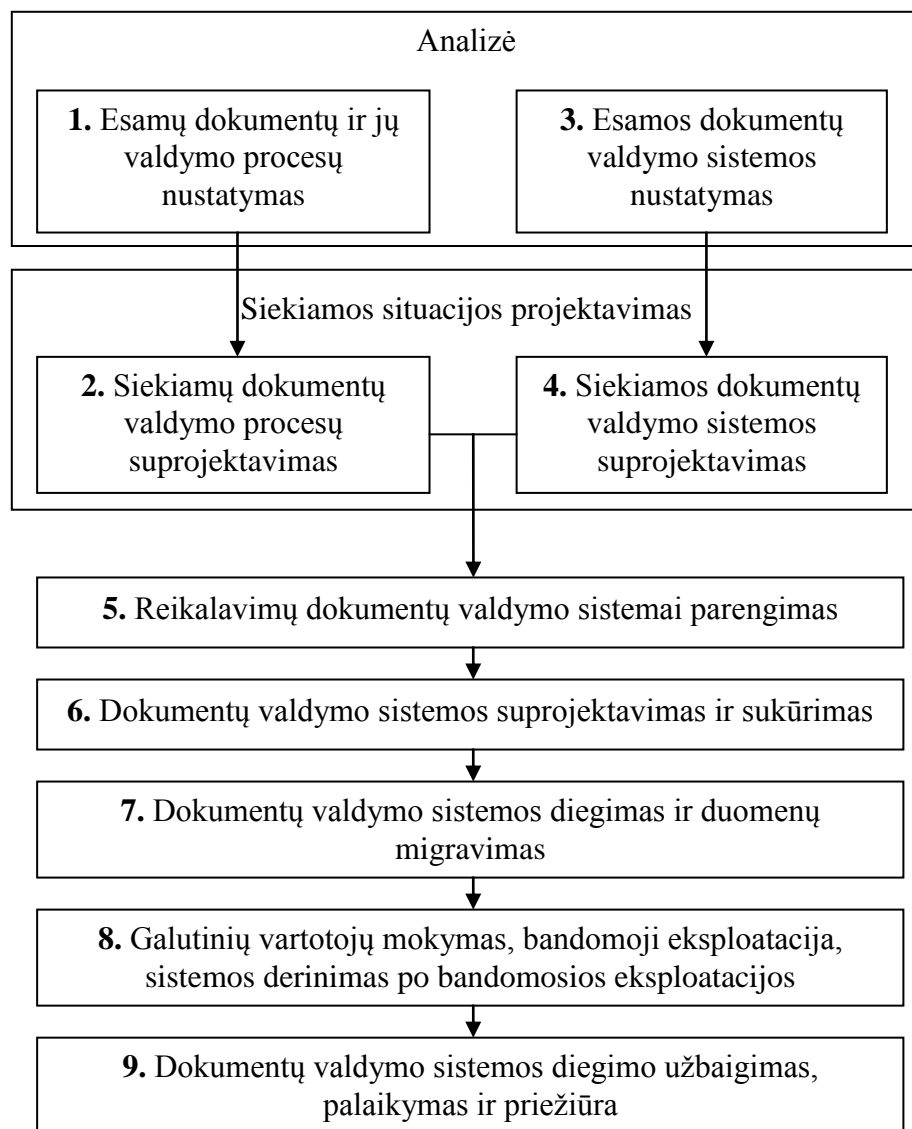 Analizė
1. Esamų dokumentų ir jų
valdymo procesų
nustatymas
3. Esamos dokumentų
valdymo sistemos
nustatymas
Siekiamos situacijos projektavimas
2. Siekiamų dokumentų
valdymo procesų
suprojektavimas
4. Siekiamos dokumentų
valdymo sistemos
suprojektavimas
5. Reikalavimų dokumentų valdymo sistemai parengimas
6. Dokumentų valdymo sistemos suprojektavimas ir sukūrimas
7. Dokumentų valdymo sistemos diegimas ir duomenų
migravimas
8. Galutinių vartotojų mokymas, bandomoji eksploatacija,
sistemos derinimas po bandomosios eksploatacijos
9. Dokumentų valdymo sistemos diegimo užbaigimas,
palaikymas ir priežiūra